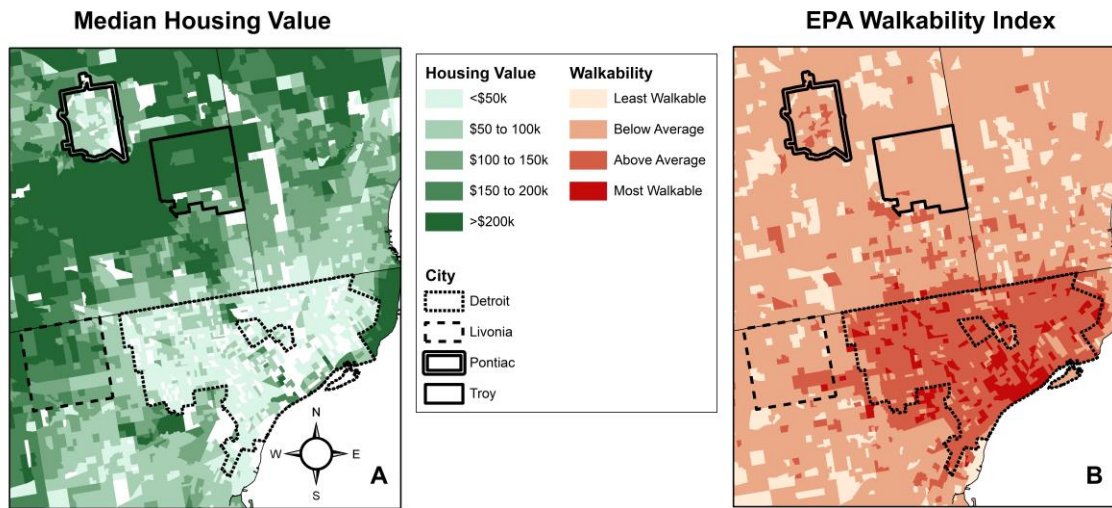 Median Housing Value
EPA Walkability Index
Housing Value
<$50k
$50 to 100k
$100 to 150k
$150 to 200k
>$200k
Walkability
Least Walkable
Below Average
Above Average
Most Walkable
City
Detroit
Livonia
Pontiac
Troy
N
W
E
S
A
B